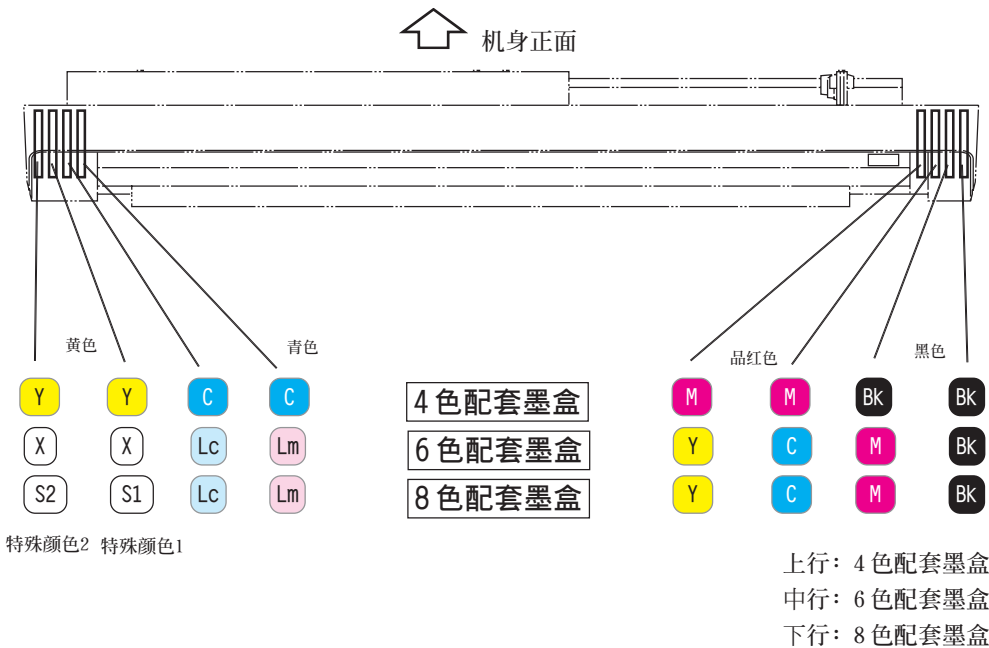 机身正面
黄色 青色 品红色 黑色
Y Y C C 4色配套墨盒 M M Bk Bk
X X Lc Lm 6色配套墨盒 Y C M Bk
S2 S1 Lc Lm 8色配套墨盒 Y C M Bk
特殊颜色2 特殊颜色1
上行：4色配套墨盒
中行：6色配套墨盒
下行：8色配套墨盒